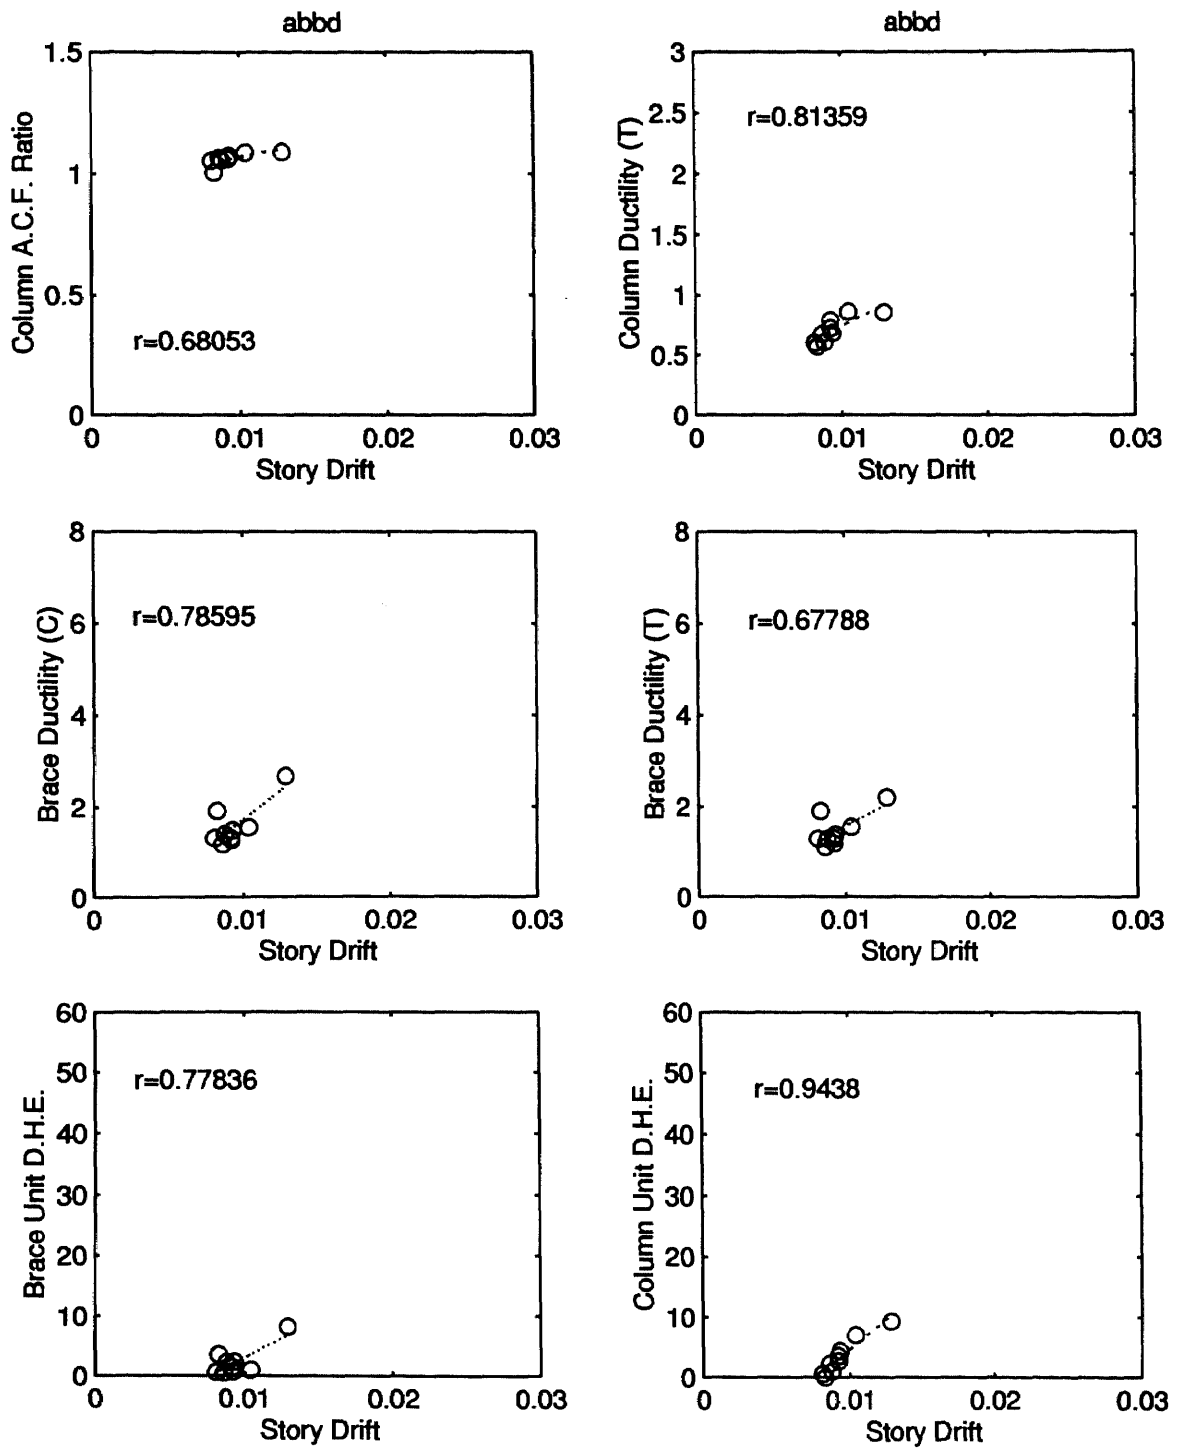 abbd
1.5
1
0.5
0
Column A.C.F. Ratio
r=0.68053
0 0.01 0.02 0.03
Story Drift
abbd
3
2.5
2
1.5
1
0.5
0
Column Ductility (T)
r=0.81359
0 0.01 0.02 0.03
Story Drift
8
6
4
2
0
Brace Ductility (C)
r=0.78595
0 0.01 0.02 0.03
Story Drift
8
6
4
2
0
Brace Ductility (T)
r=0.67788
0 0.01 0.02 0.03
Story Drift
60
50
40
30
20
10
0
Brace Unit D.H.E.
r=0.77836
0 0.01 0.02 0.03
Story Drift
60
50
40
30
20
10
0
Column Unit D.H.E.
r=0.9438
0 0.01 0.02 0.03
Story Drift